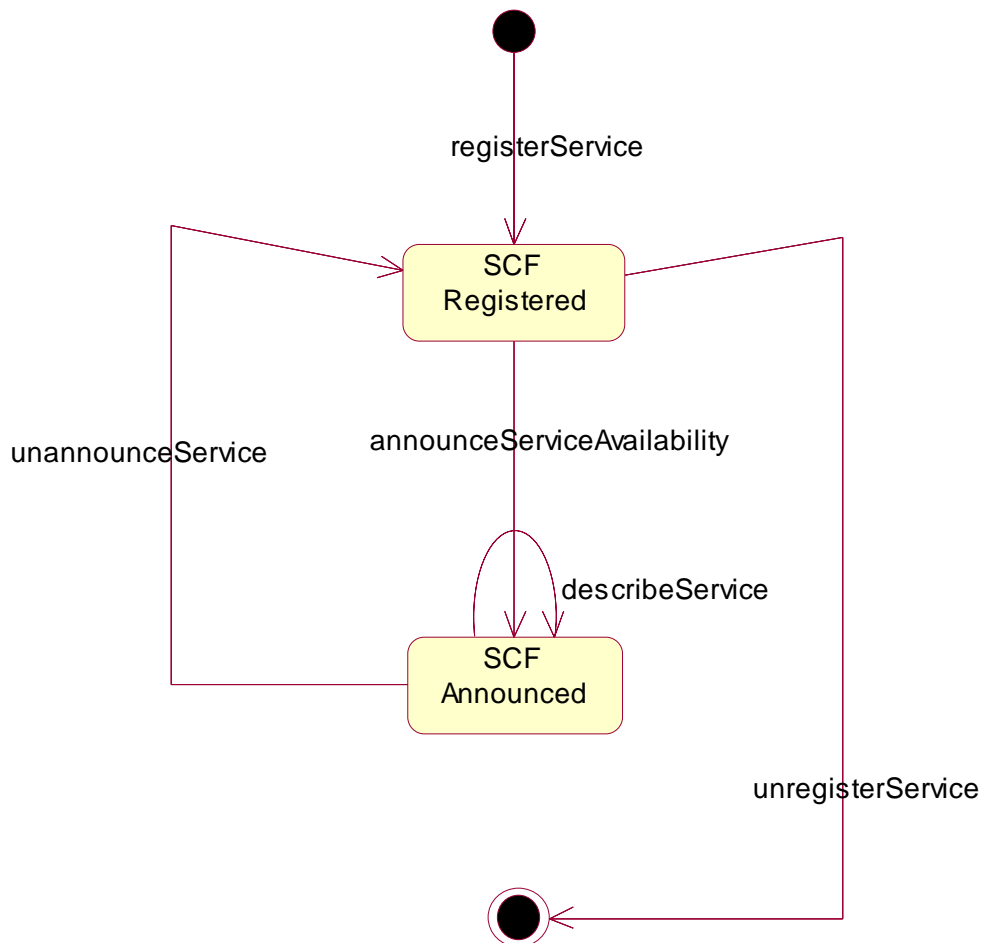 registerService
SCF
Registered
announceServiceAvailability
unannounceService
describeService
SCF
Announced
unregisterService